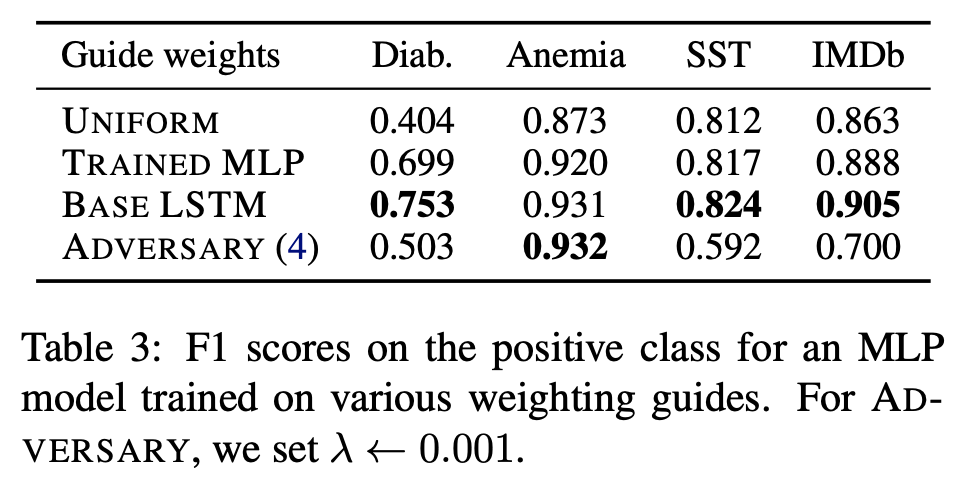 Guide weights Diab. Anemia SST IMDb
UNIFORM 0.404 0.873 0.812 0.863
TRAINED MLP 0.699 0.920 0.817 0.888
BASE LSTM 0.753 0.931 0.824 0.905
ADVERSARY (4) 0.503 0.932 0.592 0.700
Table 3: F1 scores on the positive class for an MLP
model trained on various weighting guides. For AD-
VERSARY, we set λ ← 0.001.